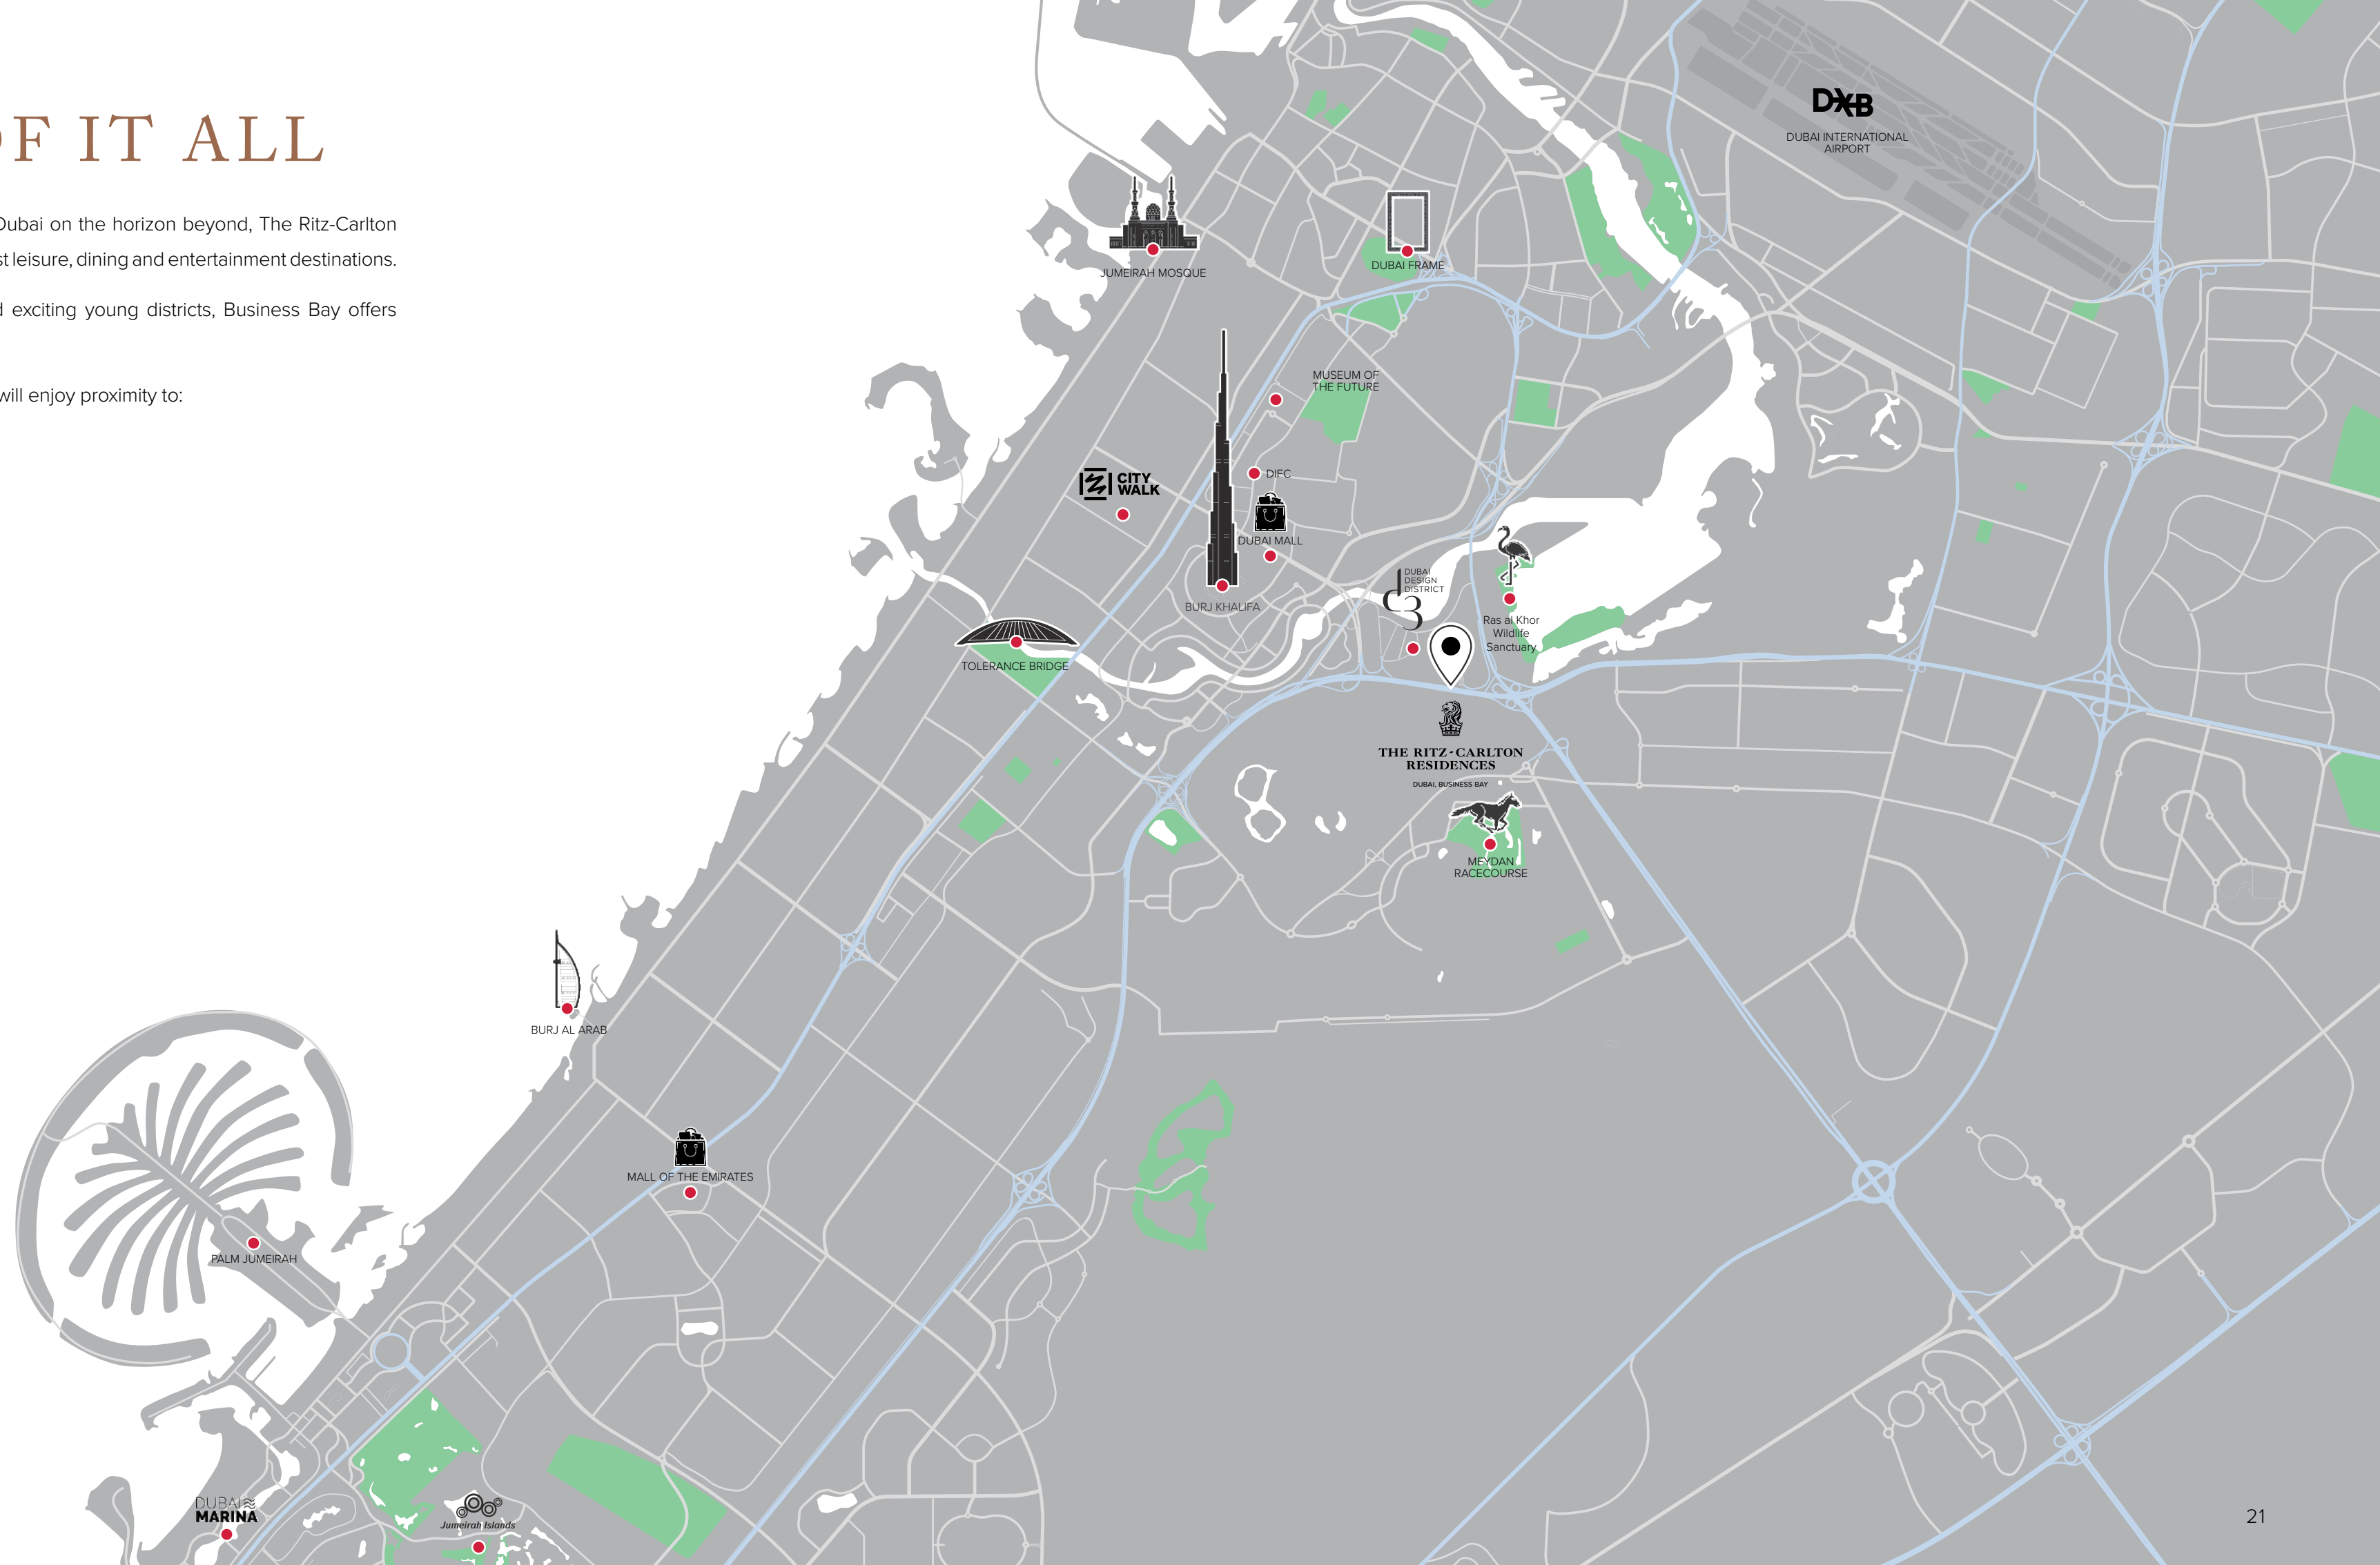 OF IT ALL
Dubai on the horizon beyond, The Ritz-Carlton
st leisure, dining and entertainment destinations.
d exciting young districts, Business Bay offers
will enjoy proximity to:
DXB
DUBAI INTERNATIONAL
AIRPORT
JUMEIRAH MOSQUE
DUBAI FRAME
MUSEUM OF
THE FUTURE
CITY
WALK
DIFC
DUBAI MALL
BURJ KHALIFA
d3
DUBAI
DESIGN
DISTRICT
Ras al Khor
Wildlife
Sanctuary
TOLERANCE BRIDGE
THE RITZ-CARLTON
RESIDENCES
DUBAI, BUSINESS BAY
MEYDAN
RACECOURSE
BURJ AL ARAB
MALL OF THE EMIRATES
PALM JUMEIRAH
DUBAI
MARINA
Jumeirah Islands
21